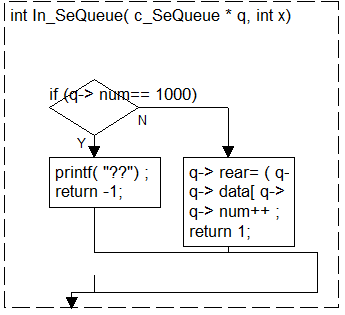 int In_SeQueue( c_SeQueue * q, int x)
if (q-> num== 1000)
N
Y
printf( "??") ;
return -1;
q-> rear= ( q-
q-> data[ q->
q-> num++ ;
return 1;